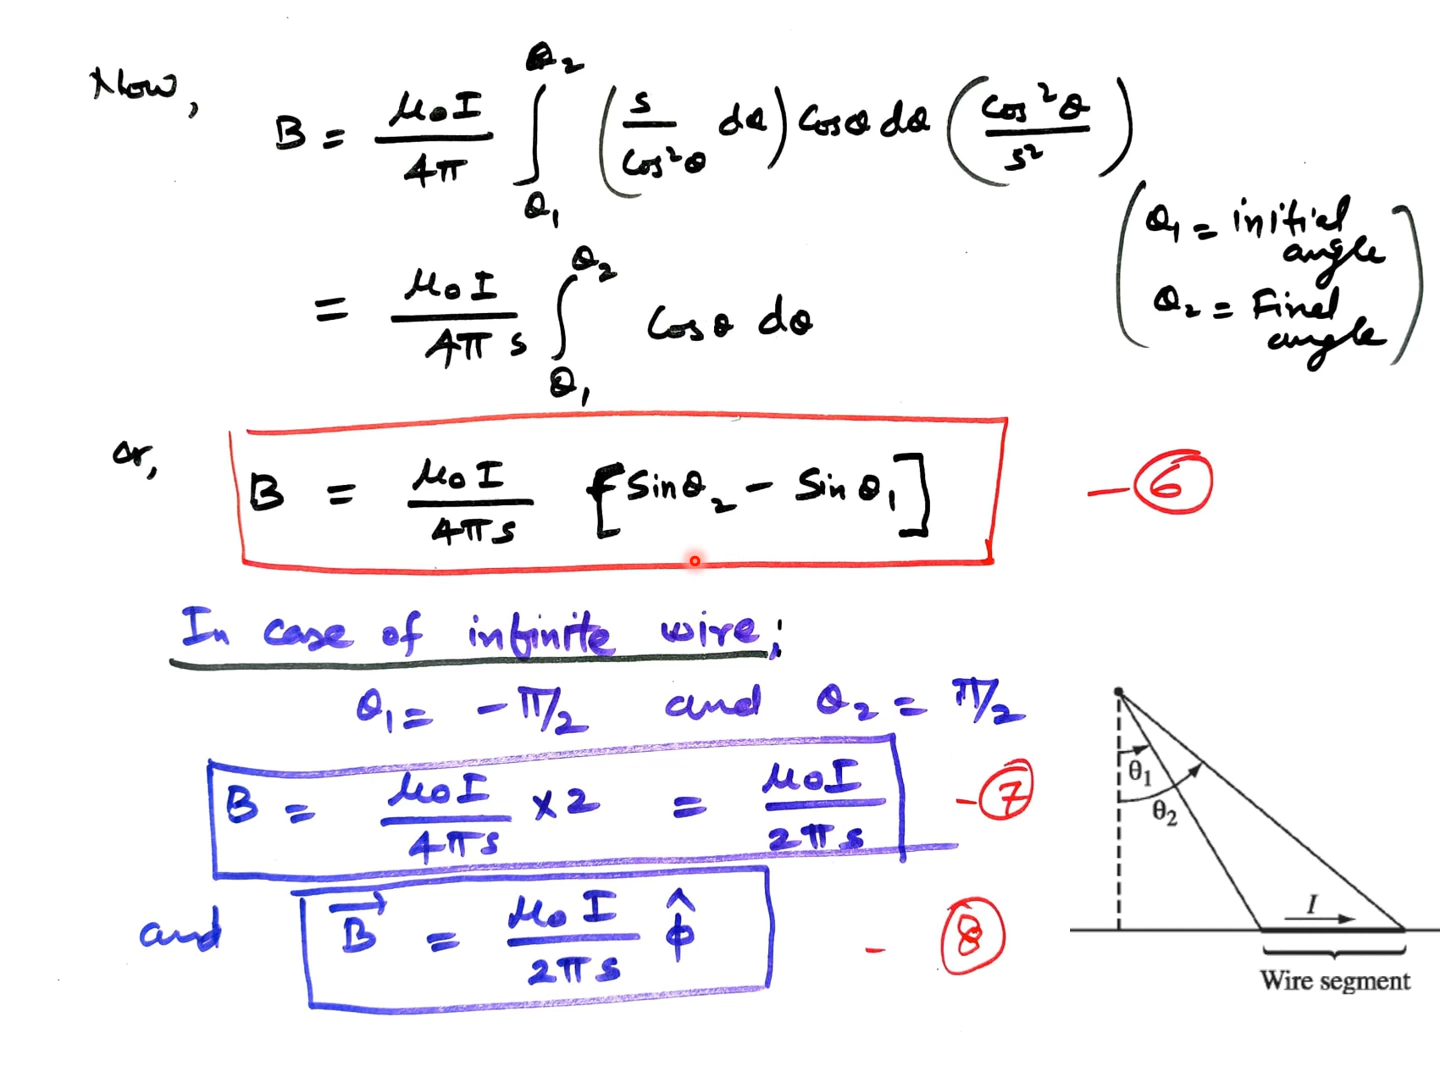 Now,
B = μ₀I/4π ∫_θ₁^θ₂ (s/cos²θ dθ) cosθ dθ (cos²θ/s²)
(θ₁ = initial angle
θ₂ = Final angle)
= μ₀I/4πs ∫_θ₁^θ₂ cosθ dθ
or, B = μ₀I/4πs [Sinθ₂ - Sinθ₁] - ⑥
In case of infinite wire;
θ₁ = -π/2 and θ₂ = π/2
B = μ₀I/4πs × 2 = μ₀I/2πs - ⑦
and B⃗ = μ₀I/2πs φ̂ - ⑧
θ₁
θ₂
I
Wire segment